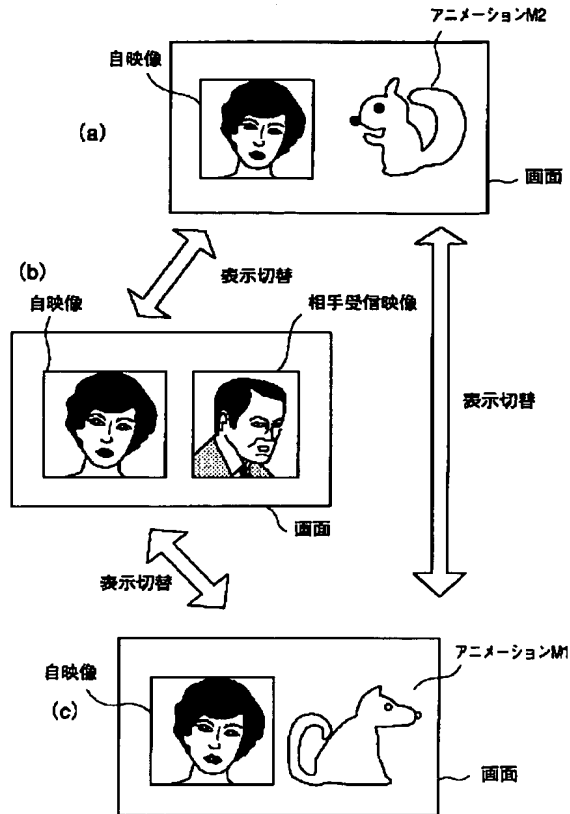 アニメーションM2
自映像
(a)
画面
表示切替
(b)
自映像
相手受信映像
表示切替
画面
表示切替
アニメーションM1
自映像
(c)
画面